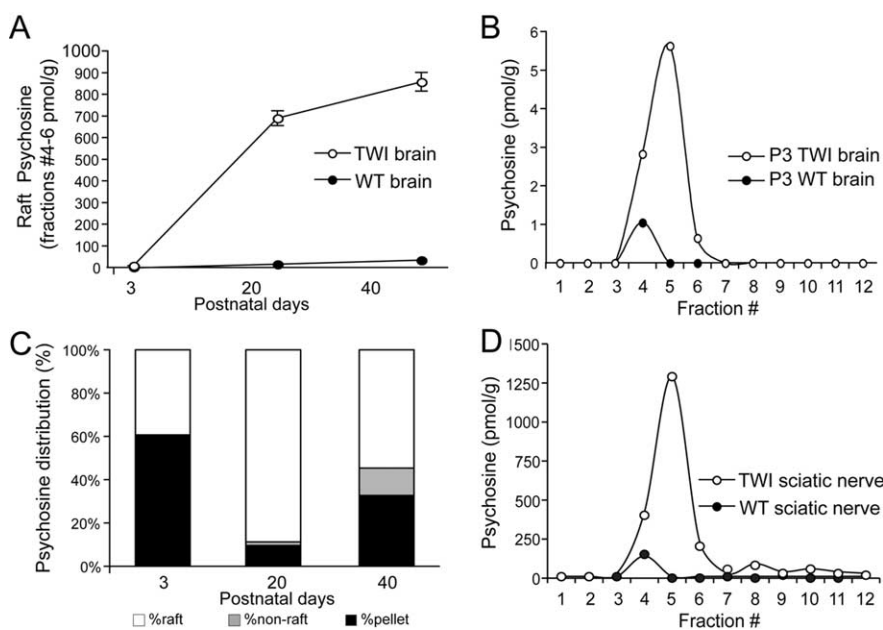 A
Raft Psychosine
(fractions #4-6 pmol/g)
1000
900
800
700
600
500
400
300
200
100
0
TWI brain
WT brain
3 20 40
Postnatal days
B
Psychosine (pmol/g)
6
5
4
3
2
1
0
P3 TWI brain
P3 WT brain
1 2 3 4 5 6 7 8 9 10 11 12
Fraction #
C
Psychosine distribution (%)
100%
80%
60%
40%
20%
0%
3 20 40
Postnatal days
%raft %non-raft %pellet
D
Psychosine (pmol/g)
1500
1250
1000
750
500
250
0
TWI sciatic nerve
WT sciatic nerve
1 2 3 4 5 6 7 8 9 10 11 12
Fraction #